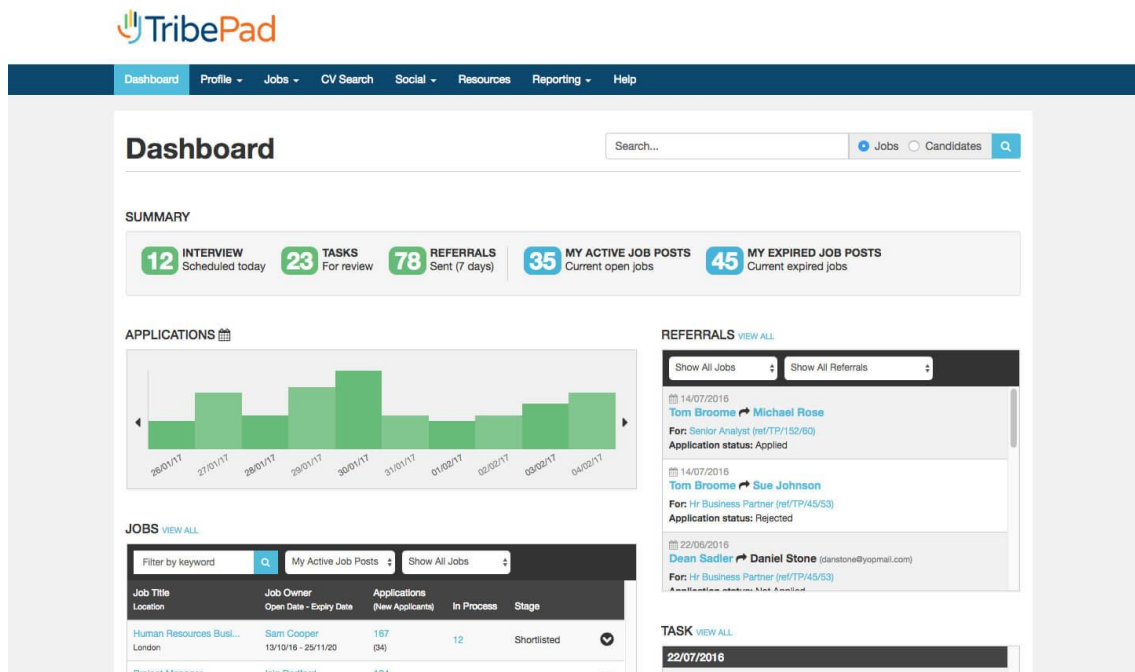 TribePad
Dashboard Profile Jobs CV Search Social Resources Reporting Help
Dashboard
Search... Jobs Candidates
SUMMARY
12 INTERVIEW Scheduled today
23 TASKS For review
78 REFERRALS Sent (7 days)
35 MY ACTIVE JOB POSTS Current open jobs
45 MY EXPIRED JOB POSTS Current expired jobs
APPLICATIONS
26/01/17 27/01/17 28/01/17 29/01/17 30/01/17 31/01/17 01/02/17 02/02/17 03/02/17 04/02/17
JOBS VIEW ALL
Filter by keyword My Active Job Posts Show All Jobs
Job Title Job Owner Applications
Location Open Date - Expiry Date (New Applicants) In Process Stage
Human Resources Busi... Sam Cooper 167 12 Shortlisted
London 13/10/16 - 25/11/20 (34)
Project Manager
REFERRALS VIEW ALL
Show All Jobs Show All Referrals
14/07/2016
Tom Broome Michael Rose
For: Senior Analyst (ref/TP/152/60)
Application status: Applied
14/07/2016
Tom Broome Sue Johnson
For: Hr Business Partner (ref/TP/45/53)
Application status: Rejected
22/06/2016
Dean Sadler Daniel Stone (danstone@yopmail.com)
For: Hr Business Partner (ref/TP/45/53)
Application status: Not Applied
TASK VIEW ALL
22/07/2016